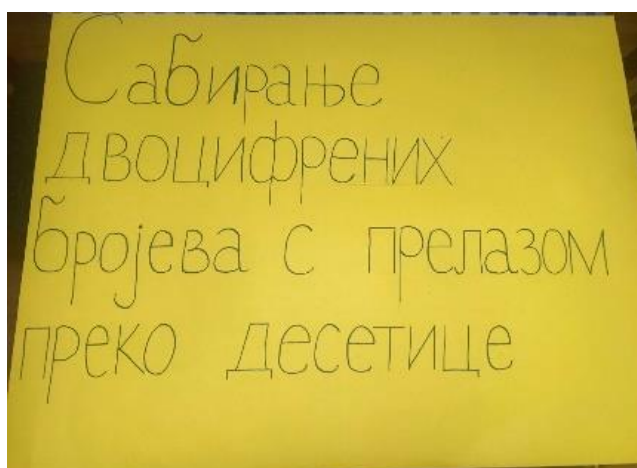 Сабирање
двоцифрених
бројева с прелазом
преко десетице